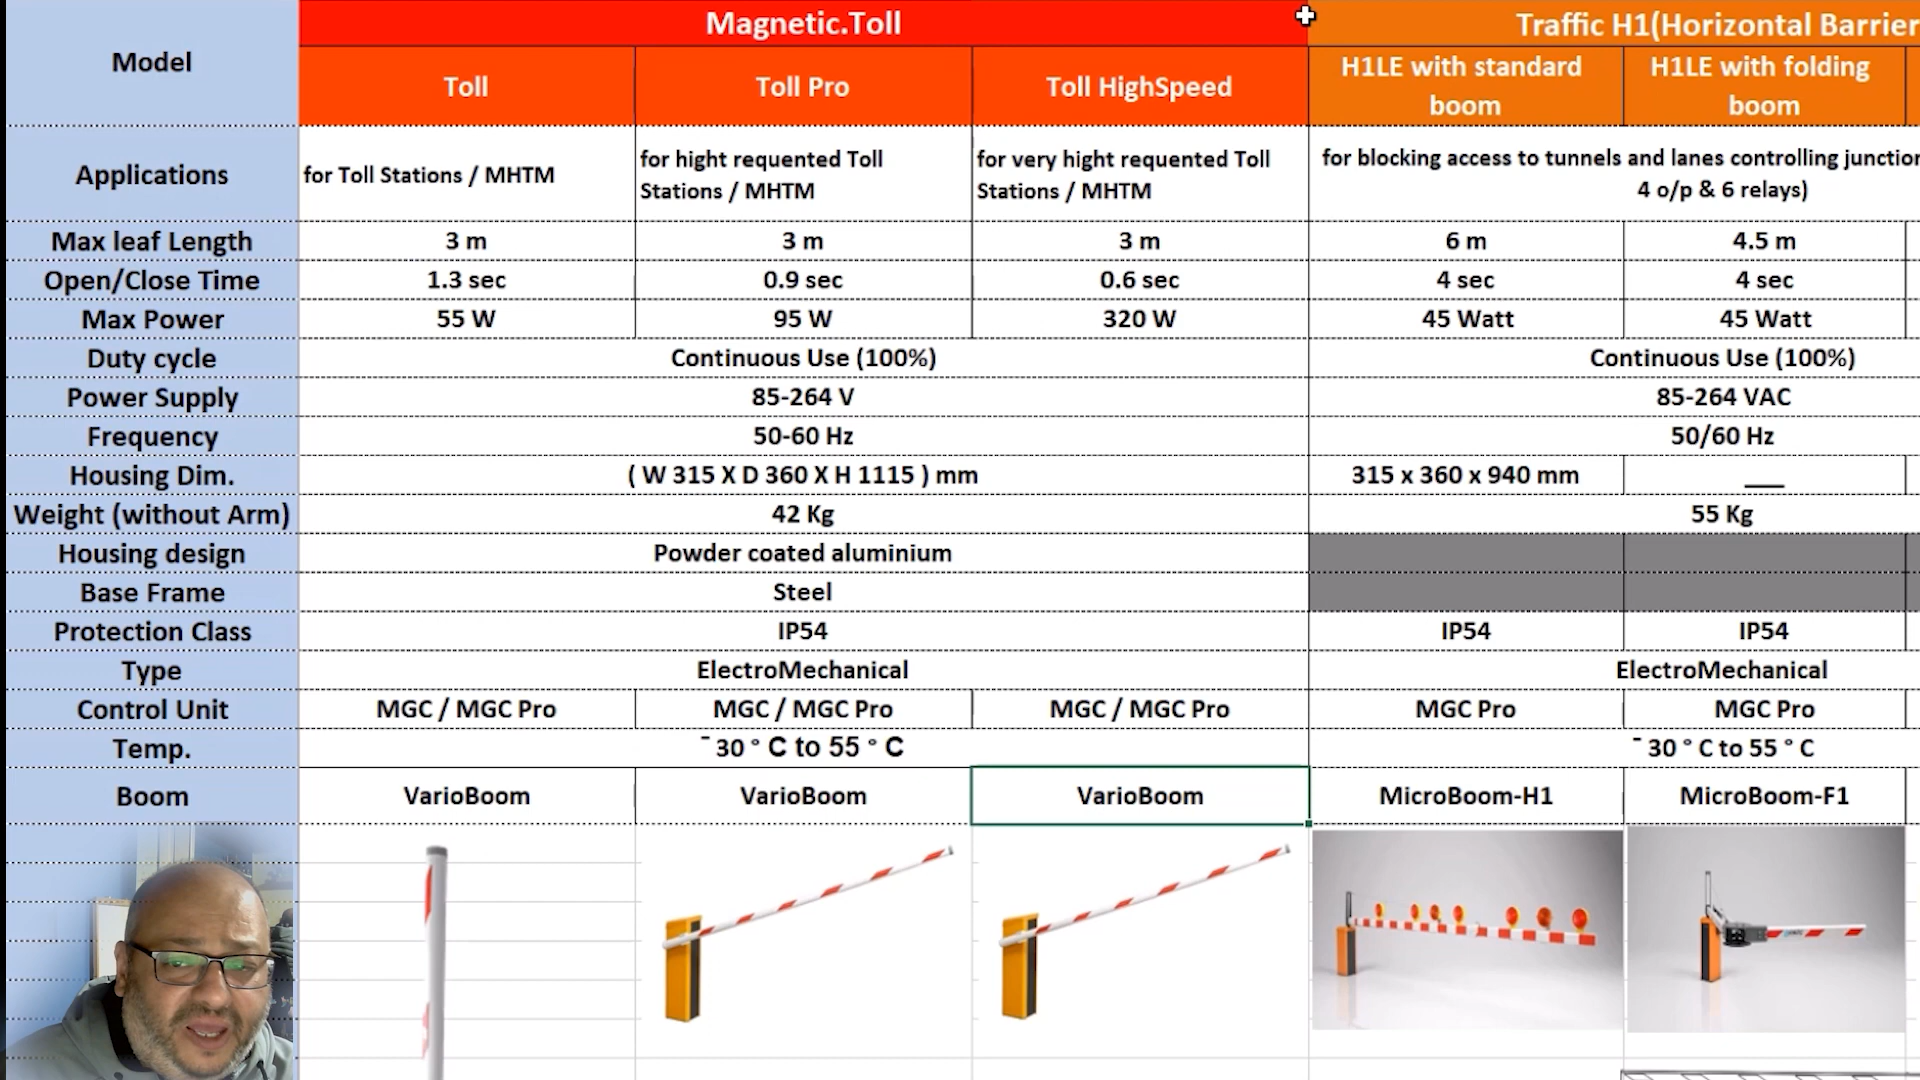 Model
Magnetic.Toll
Traffic H1(Horizontal Barrier
Toll
Toll Pro
Toll HighSpeed
H1LE with standard
boom
H1LE with folding
boom
Applications
for Toll Stations / MHTM
for hight requented Toll
Stations / MHTM
for very hight requented Toll
Stations / MHTM
for blocking access to tunnels and lanes controlling junction
4 o/p & 6 relays)
Max leaf Length
3 m
3 m
3 m
6 m
4.5 m
Open/Close Time
1.3 sec
0.9 sec
0.6 sec
4 sec
4 sec
Max Power
55 W
95 W
320 W
45 Watt
45 Watt
Duty cycle
Continuous Use (100%)
Continuous Use (100%)
Power Supply
85-264 V
85-264 VAC
Frequency
50-60 Hz
50/60 Hz
Housing Dim.
( W 315 X D 360 X H 1115 ) mm
315 x 360 x 940 mm
___
Weight (without Arm)
42 Kg
55 Kg
Housing design
Powder coated aluminium
Base Frame
Steel
Protection Class
IP54
IP54
IP54
Type
ElectroMechanical
ElectroMechanical
Control Unit
MGC / MGC Pro
MGC / MGC Pro
MGC / MGC Pro
MGC Pro
MGC Pro
Temp.
‾30 ° C to 55 ° C
‾30 ° C to 55 ° C
Boom
VarioBoom
VarioBoom
VarioBoom
MicroBoom-H1
MicroBoom-F1